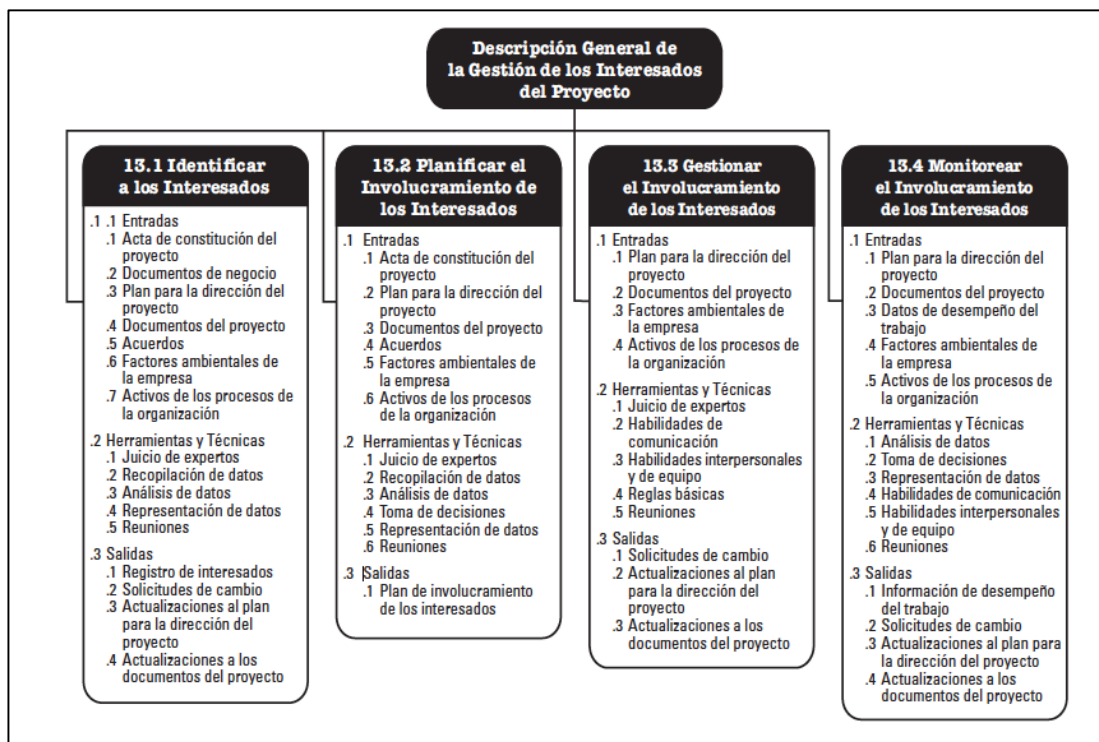 Descripción General de
la Gestión de los Interesados
del Proyecto
13.1 Identificar
a los Interesados
.1 .1 Entradas
.1 Acta de constitución del
proyecto
.2 Documentos de negocio
.3 Plan para la dirección del
proyecto
.4 Documentos del proyecto
.5 Acuerdos
.6 Factores ambientales de
la empresa
.7 Activos de los procesos de
la organización
.2 Herramientas y Técnicas
.1 Juicio de expertos
.2 Recopilación de datos
.3 Análisis de datos
.4 Representación de datos
.5 Reuniones
.3 Salidas
.1 Registro de interesados
.2 Solicitudes de cambio
.3 Actualizaciones al plan
para la dirección del
proyecto
.4 Actualizaciones a los
documentos del proyecto
13.2 Planificar el
Involucramiento de
los Interesados
.1 Entradas
.1 Acta de constitución del
proyecto
.2 Plan para la dirección del
proyecto
.3 Documentos del proyecto
.4 Acuerdos
.5 Factores ambientales de
la empresa
.6 Activos de los procesos
de la organización
.2 Herramientas y Técnicas
.1 Juicio de expertos
.2 Recopilación de datos
.3 Análisis de datos
.4 Toma de decisiones
.5 Representación de datos
.6 Reuniones
.3 Salidas
.1 Plan de involucramiento
de los interesados
13.3 Gestionar
el Involucramiento
de los Interesados
.1 Entradas
.1 Plan para la dirección del
proyecto
.2 Documentos del proyecto
.3 Factores ambientales de
la empresa
.4 Activos de los procesos de
la organización
.2 Herramientas y Técnicas
.1 Juicio de expertos
.2 Habilidades de
comunicación
.3 Habilidades interpersonales
y de equipo
.4 Reglas básicas
.5 Reuniones
.3 Salidas
.1 Solicitudes de cambio
.2 Actualizaciones al plan
para la dirección del
proyecto
.3 Actualizaciones a los
documentos del proyecto
13.4 Monitorear
el Involucramiento
de los Interesados
.1 Entradas
.1 Plan para la dirección del
proyecto
.2 Documentos del proyecto
.3 Datos de desempeño del
trabajo
.4 Factores ambientales de
la empresa
.5 Activos de los procesos de
la organización
.2 Herramientas y Técnicas
.1 Análisis de datos
.2 Toma de decisiones
.3 Representación de datos
.4 Habilidades de comunicación
.5 Habilidades interpersonales
y de equipo
.6 Reuniones
.3 Salidas
.1 Información de desempeño
del trabajo
.2 Solicitudes de cambio
.3 Actualizaciones al plan para
la dirección del proyecto
.4 Actualizaciones a los
documentos del proyecto